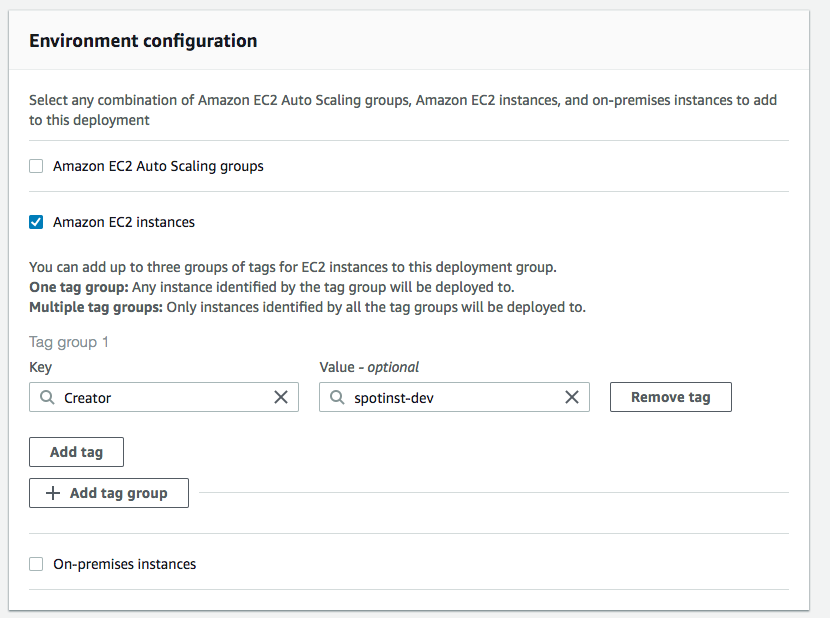 Environment configuration
Select any combination of Amazon EC2 Auto Scaling groups, Amazon EC2 instances, and on-premises instances to add
to this deployment
Amazon EC2 Auto Scaling groups
Amazon EC2 instances
You can add up to three groups of tags for EC2 instances to this deployment group.
One tag group: Any instance identified by the tag group will be deployed to.
Multiple tag groups: Only instances identified by all the tag groups will be deployed to.
Tag group 1
Key Value - optional
Creator spotinst-dev Remove tag
Add tag
Add tag group
On-premises instances